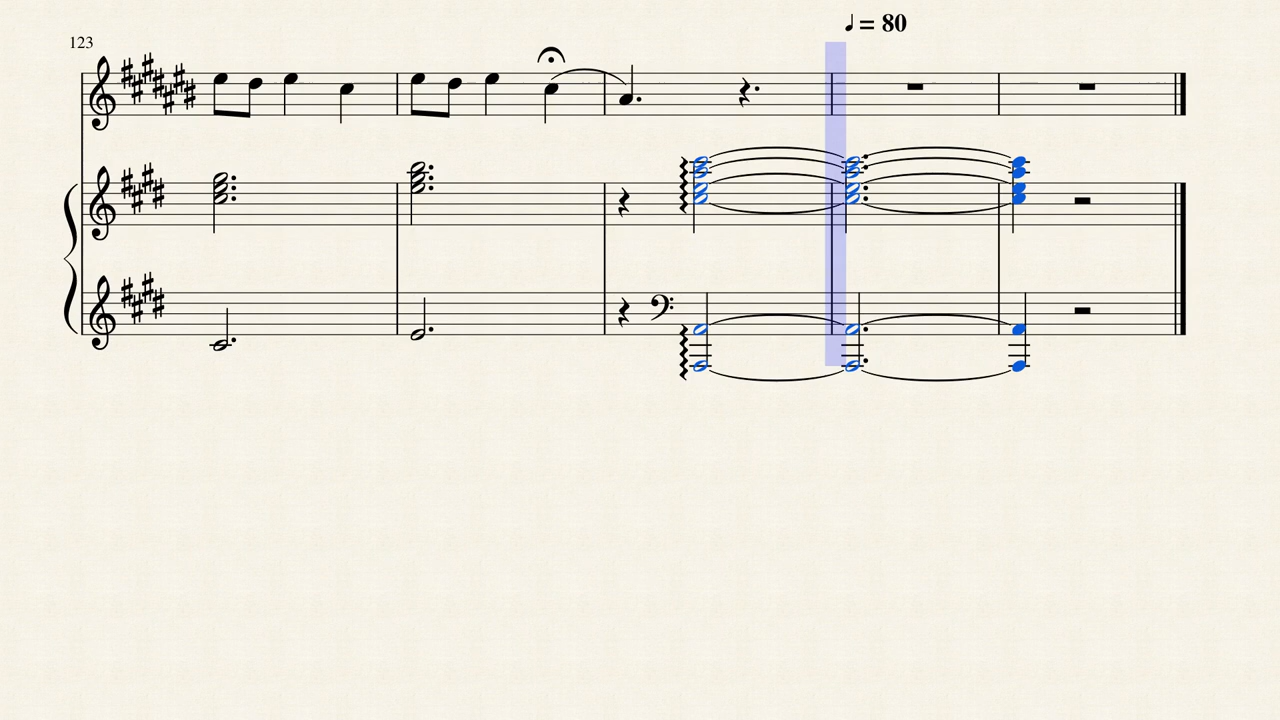 ♩ = 80
123